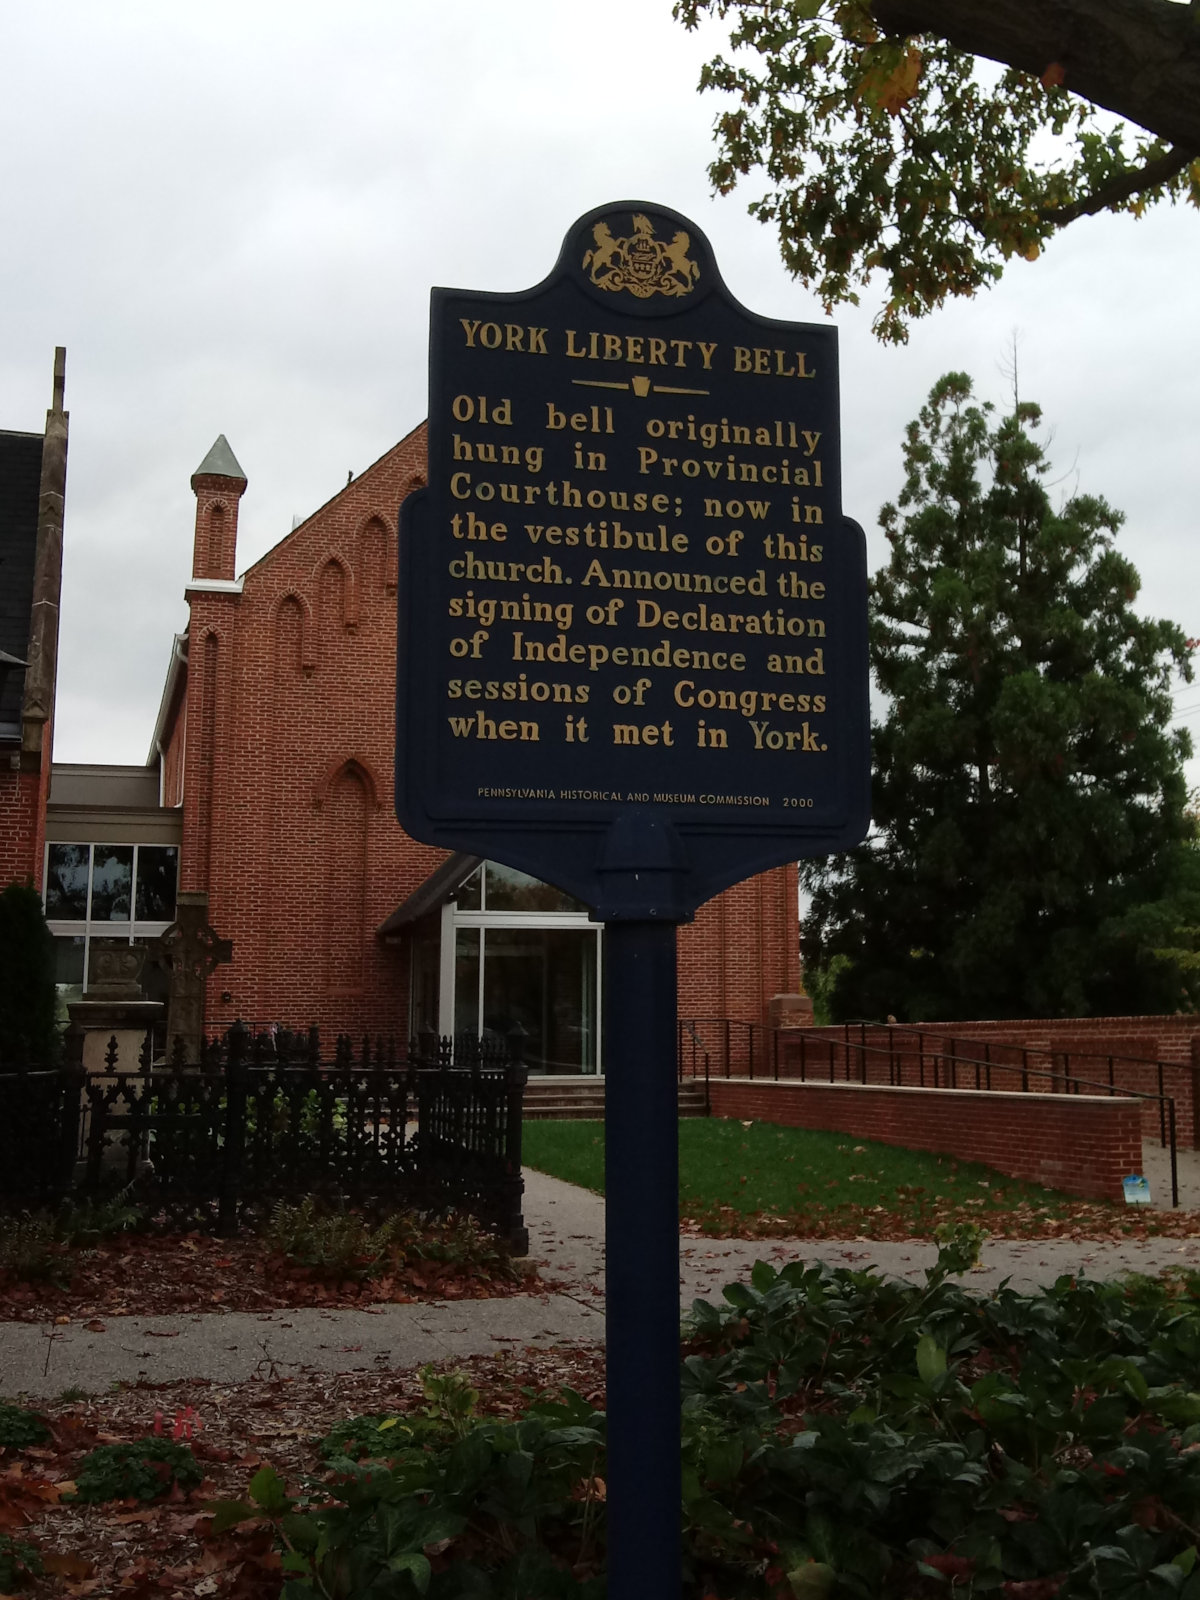 YORK LIBERTY BELL
Old bell originally
hung in Provincial
Courthouse; now in
the vestibule of this
church. Announced the
signing of Declaration
of Independence and
sessions of Congress
when it met in York.
PENNSYLVANIA HISTORICAL AND MUSEUM COMMISSION 2000